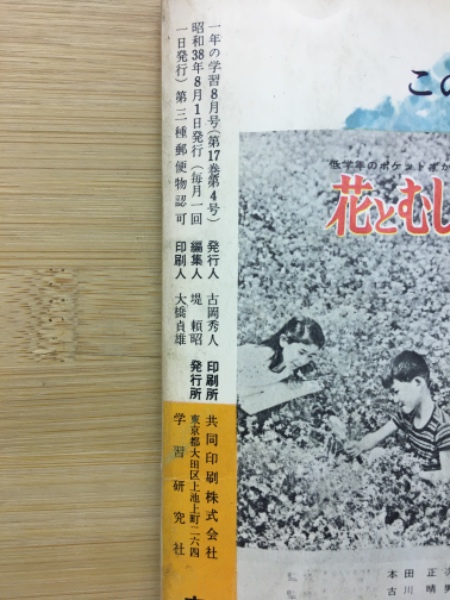 一年の学習8月号(第17巻第4号) 発行人 古岡秀人 印刷所 共同印刷株式会社
昭和38年8月1日発行(毎月一回 編集人 堤 頼昭 発行所 東京都大田区上池上町二六四
一日発行)第三種郵便物認可 印刷人 大橋貞雄 学習研究社
この
低学年のポケットずか
花とむし
本田正
古川晴